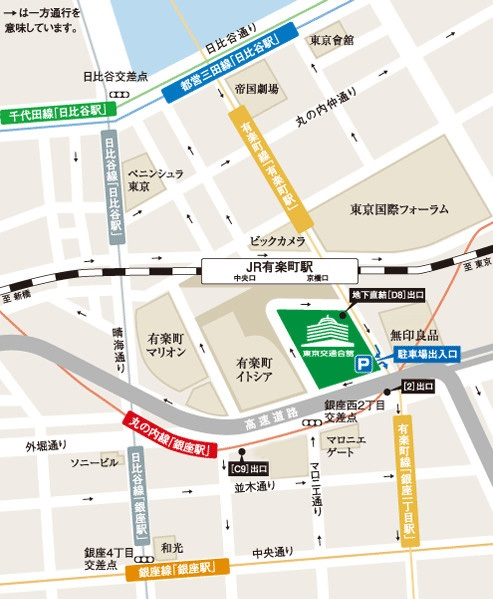 →は一方通行を
意味しています。
日比谷通り
都営三田線「日比谷駅」
東京會舘
日比谷交差点
千代田線「日比谷駅」
帝国劇場
丸の内仲通り
日比谷線「日比谷駅」
有楽町線「有楽町駅」
ペニンシュラ
東京
東京国際フォーラム
ビックカメラ
JR有楽町駅
中央口
京橋口
至 東京
至 新橋
地下直結[D8]出口
晴海通り
有楽町
マリオン
有楽町
イトシア
東京交通会館
無印良品
P
駐車場出入口
[2]出口
高速道路
銀座西2丁目
交差点
丸の内線「銀座駅」
外堀通り
ソニービル
[C9]出口
マロニエ
ゲート
並木通り
マロニエ通り
有楽町線「銀座一丁目駅」
日比谷線「銀座駅」
銀座4丁目
交差点
和光
中央通り
銀座線「銀座駅」